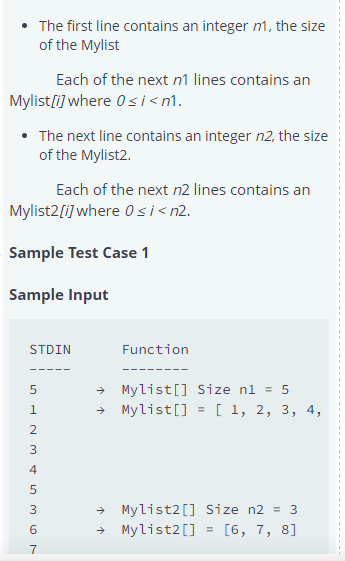 • The first line contains an integer n1, the size
of the Mylist
Each of the next n1 lines contains an
Mylist[i] where 0 ≤ i < n1.
• The next line contains an integer n2, the size
of the Mylist2.
Each of the next n2 lines contains an
Mylist2[i] where 0 ≤ i < n2.
Sample Test Case 1
Sample Input
STDIN Function
----- --------
5 → Mylist[] Size n1 = 5
1 → Mylist[] = [ 1, 2, 3, 4,
2
3
4
5
3 → Mylist2[] Size n2 = 3
6 → Mylist2[] = [6, 7, 8]
7